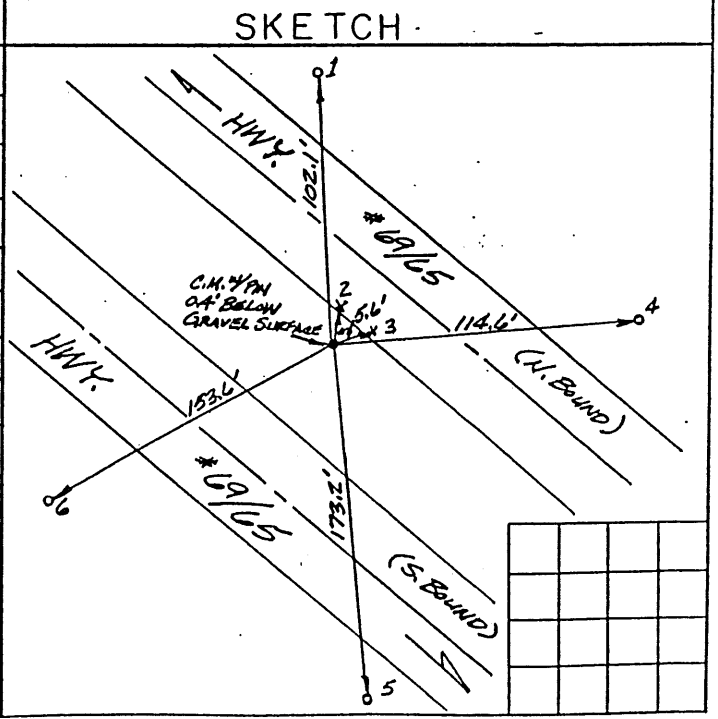 SKETCH
1
HWY.
1102.1'
# 69/65
C.M. W/ PIN
0.4' BELOW
GRAVEL SURFACE
2
5.6'
3
114.6'
4
(N. BOUND)
HWY.
153.6'
6
# 69/65
173.2'
(S. BOUND)
5